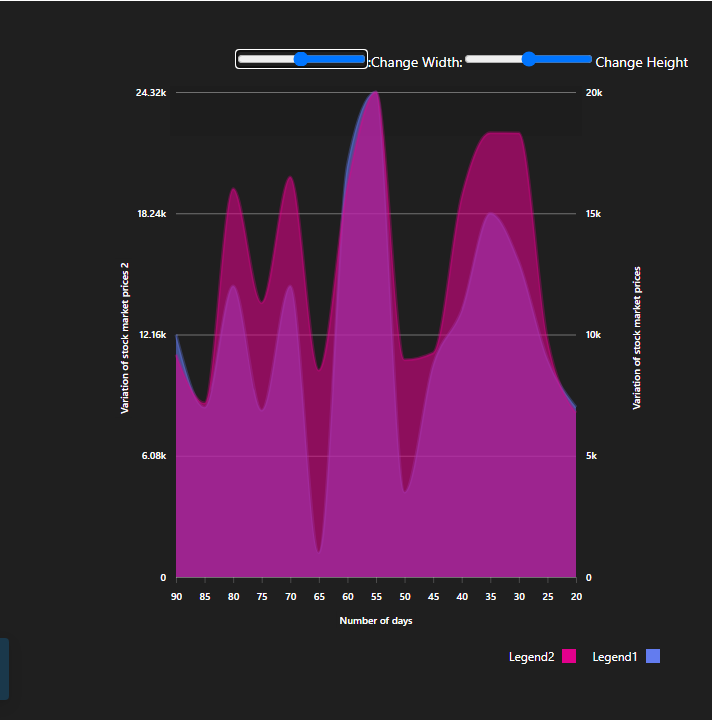 :Change Width: Change Height
24.32k
20k
18.24k
15k
Variation of stock market prices 2
Variation of stock market prices
12.16k
10k
6.08k
5k
0
0
90 85 80 75 70 65 60 55 50 45 40 35 30 25 20
Number of days
Legend2 Legend1